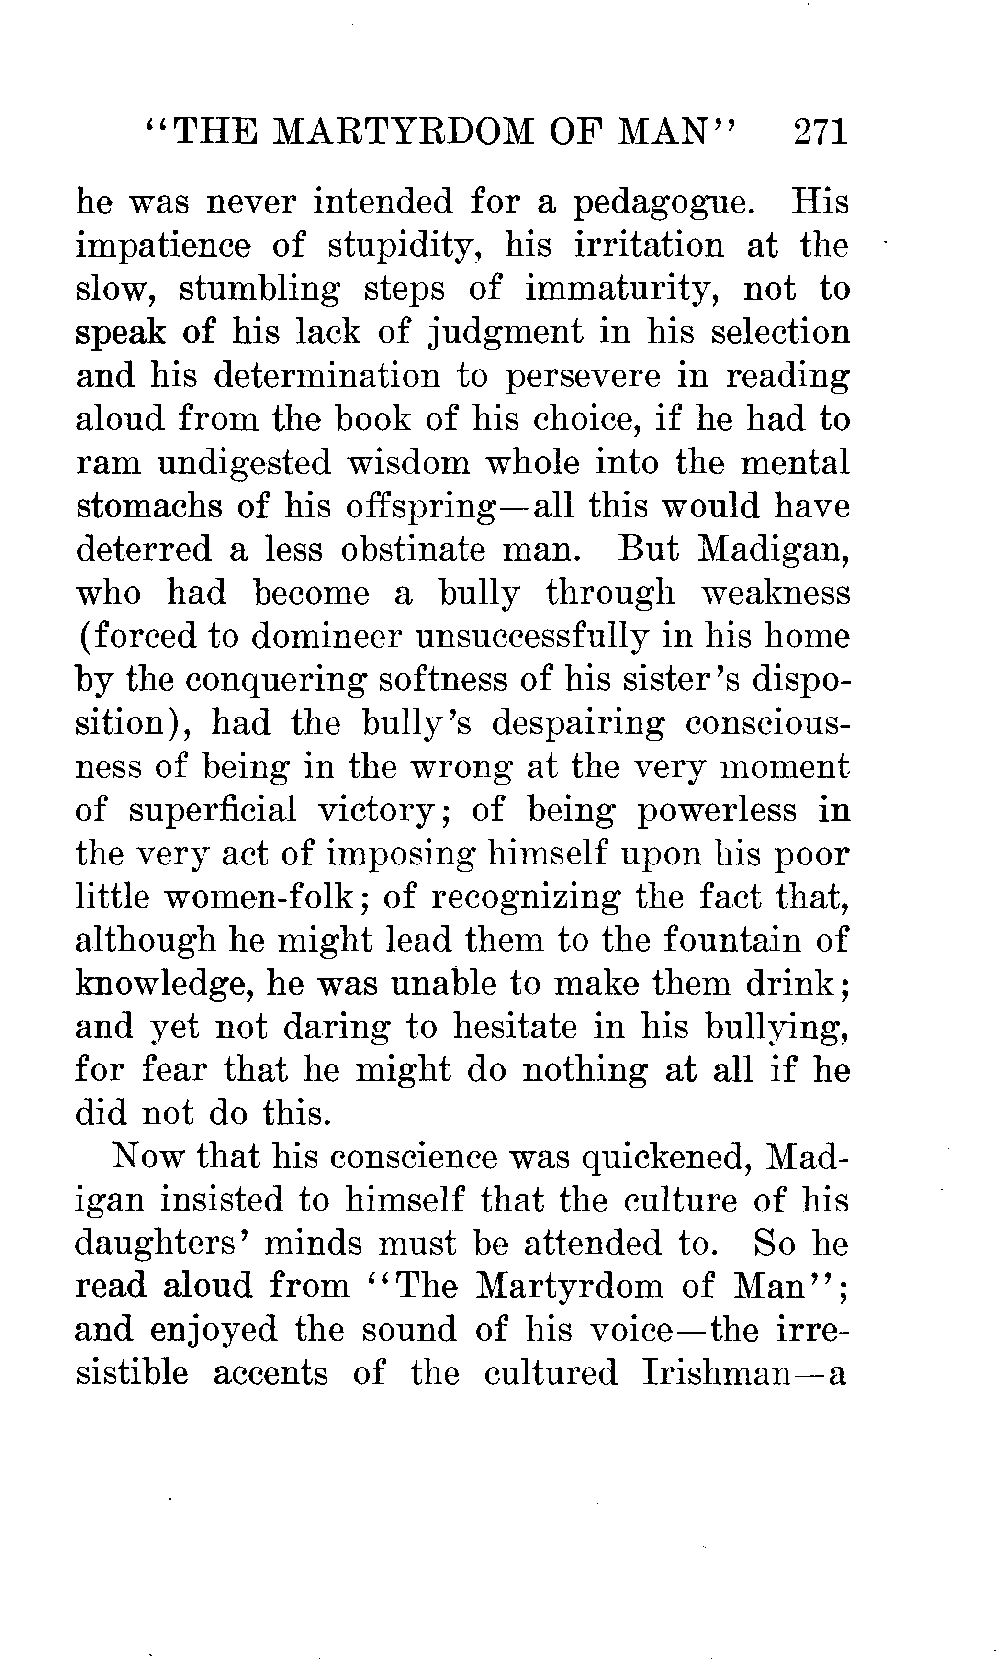 "THE MARTYRDOM OF MAN" 271
he was never intended for a pedagogue. His
impatience of stupidity, his irritation at the
slow, stumbling steps of immaturity, not to
speak of his lack of judgment in his selection
and his determination to persevere in reading
aloud from the book of his choice, if he had to
ram undigested wisdom whole into the mental
stomachs of his offspring—all this would have
deterred a less obstinate man. But Madigan,
who had become a bully through weakness
(forced to domineer unsuccessfully in his home
by the conquering softness of his sister's dispo-
sition), had the bully's despairing conscious-
ness of being in the wrong at the very moment
of superficial victory; of being powerless in
the very act of imposing himself upon his poor
little women-folk; of recognizing the fact that,
although he might lead them to the fountain of
knowledge, he was unable to make them drink;
and yet not daring to hesitate in his bullying,
for fear that he might do nothing at all if he
did not do this.
Now that his conscience was quickened, Mad-
igan insisted to himself that the culture of his
daughters' minds must be attended to. So he
read aloud from "The Martyrdom of Man";
and enjoyed the sound of his voice—the irre-
sistible accents of the cultured Irishman—a